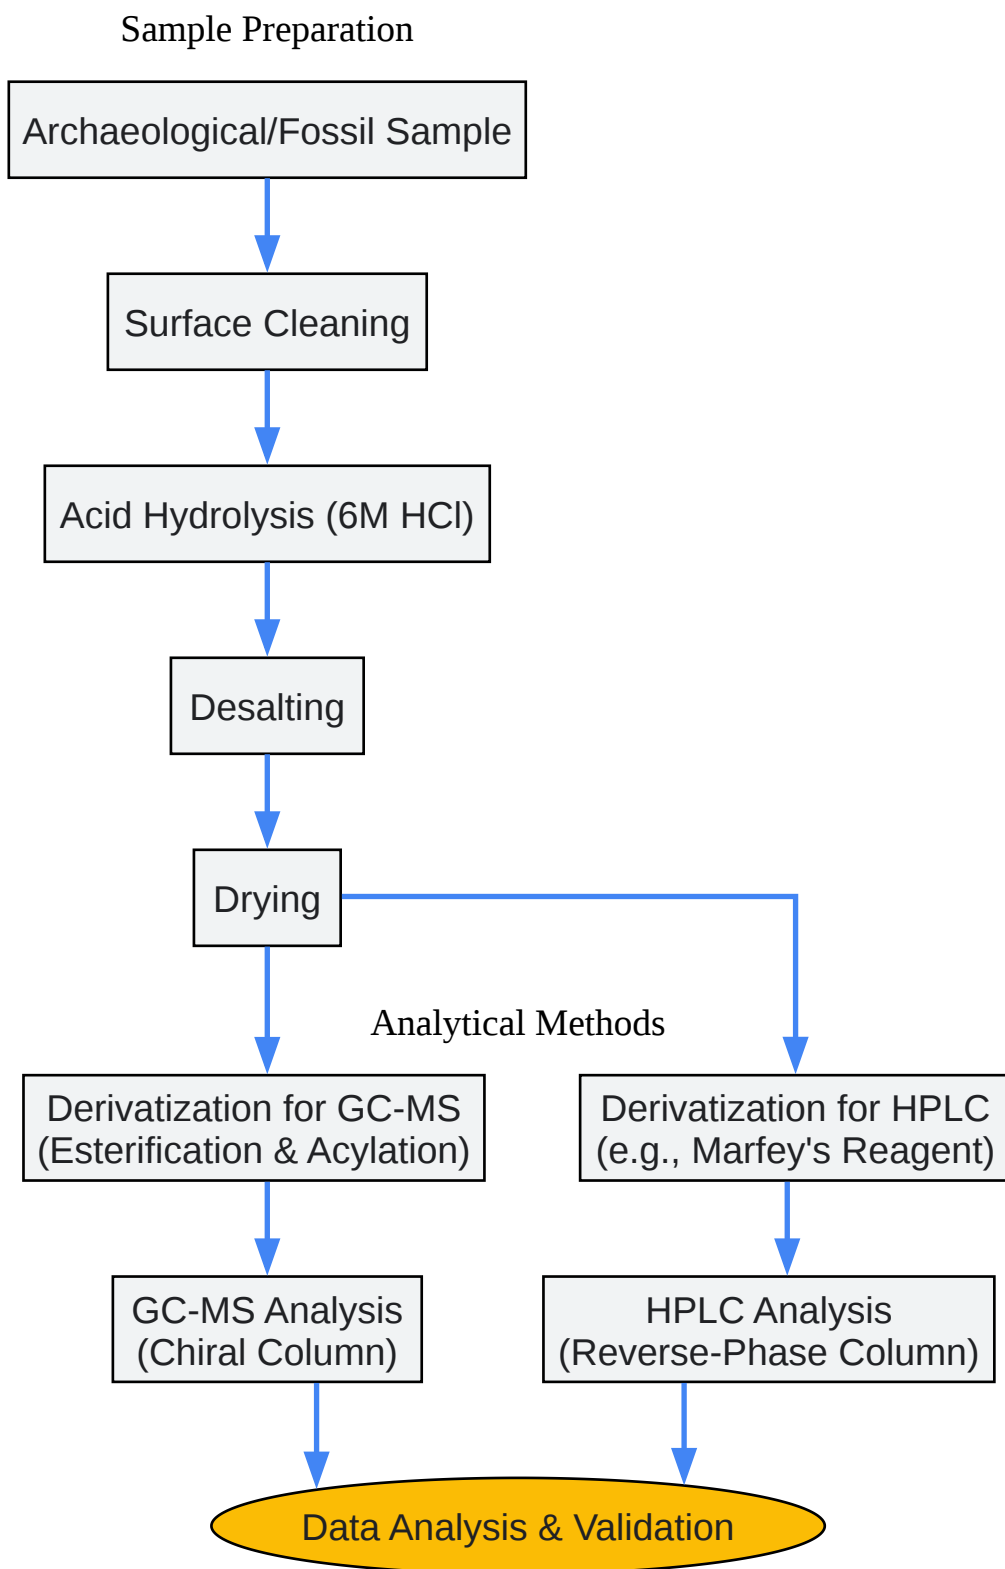 Sample Preparation
Archaeological/Fossil Sample
Surface Cleaning
Acid Hydrolysis (6M HCl)
Desalting
Drying
Analytical Methods
Derivatization for GC-MS
(Esterification & Acylation)
Derivatization for HPLC
(e.g., Marfey's Reagent)
GC-MS Analysis
(Chiral Column)
HPLC Analysis
(Reverse-Phase Column)
Data Analysis & Validation